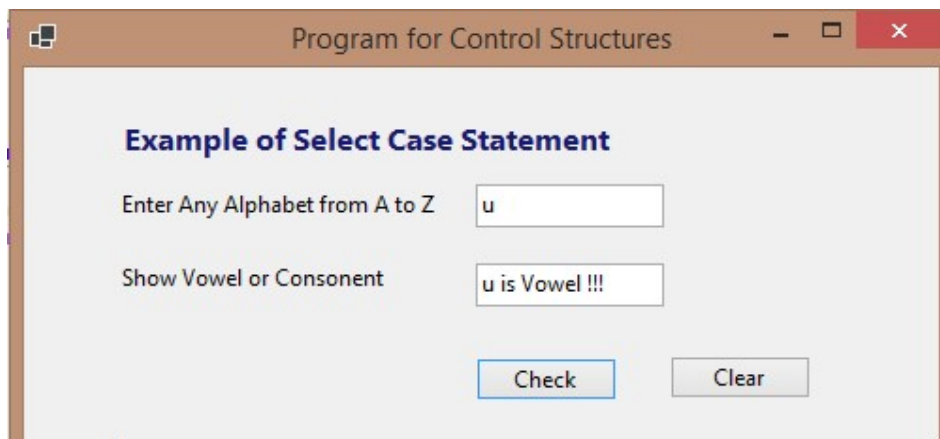 Program for Control Structures
Example of Select Case Statement
Enter Any Alphabet from A to Z u
Show Vowel or Consonent u is Vowel !!!
Check Clear